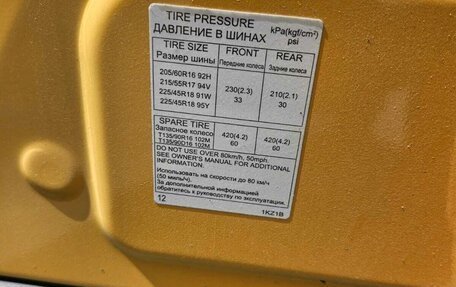 TIRE PRESSURE kPa(kgf/cm²)
ДАВЛЕНИЕ В ШИНАХ psi
TIRE SIZE FRONT REAR
Размер шины Передние колеса Задние колеса
205/60R16 92H
215/55R17 94V 230(2.3) 210(2.1)
225/45R18 91W 33 30
225/45R18 95Y
SPARE TIRE
Запасное колесо 420(4.2) 420(4.2)
T135/90R16 102M 60 60
T135/90D16 102M
DO NOT USE OVER 80km/h, 50mph.
SEE OWNER'S MANUAL FOR ADDITIONAL
INFORMATION.
Использовать на скорости до 80 км/ч
(50 миль/ч).
За дополнительной информацией
обратитесь к руководству по эксплуатации.
12 1KZ1B